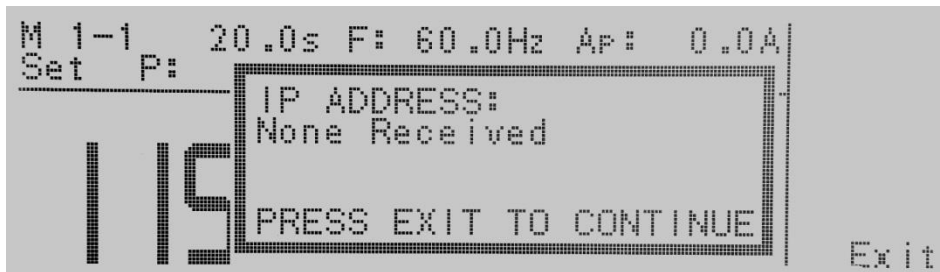 M 1-1 20.0s F: 60.0Hz AP: 0.0A
Set P:
IP ADDRESS:
None Received
115
PRESS EXIT TO CONTINUE
Exit